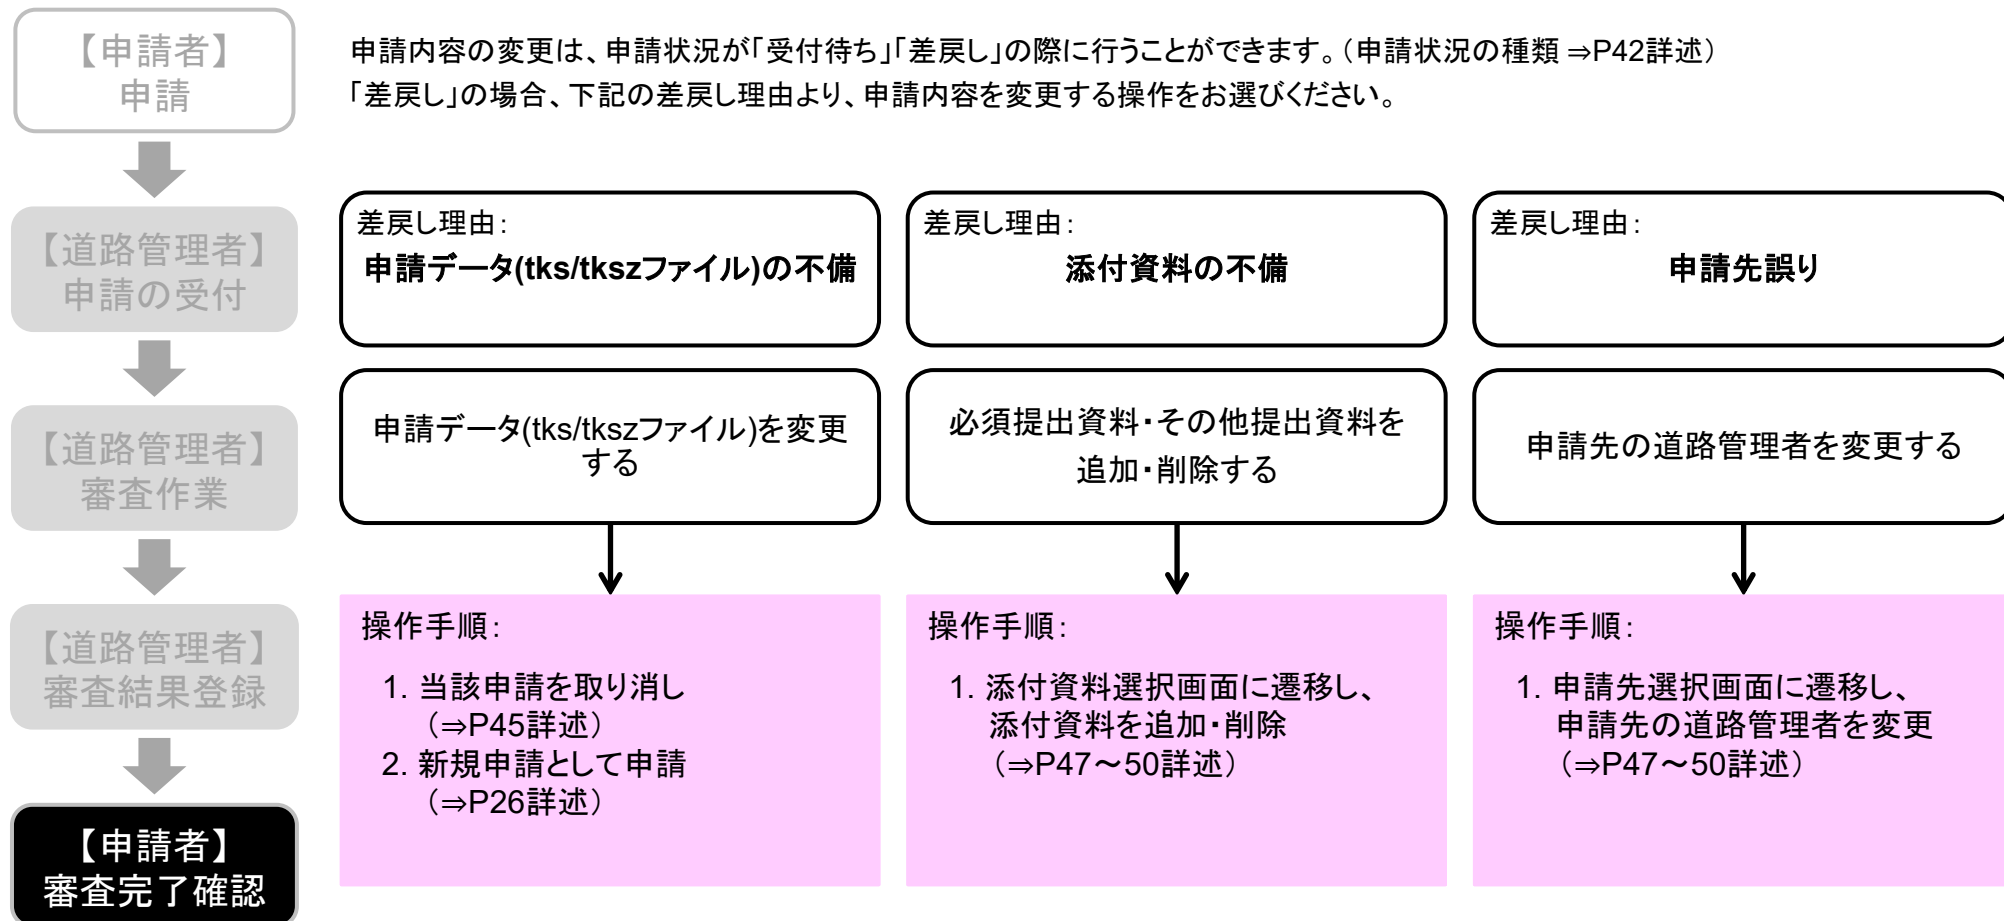 【申請者】
申請
【道路管理者】
申請の受付
【道路管理者】
審査作業
【道路管理者】
審査結果登録
【申請者】
審査完了確認
申請内容の変更は、申請状況が「受付待ち」「差戻し」の際に行うことができます。（申請状況の種類 ⇒P42詳述）
「差戻し」の場合、下記の差戻し理由より、申請内容を変更する操作をお選びください。
差戻し理由：
申請データ(tks/tkszファイル)の不備
申請データ(tks/tkszファイル)を変更
する
操作手順：
1. 当該申請を取り消し
（⇒P45詳述）
2. 新規申請として申請
（⇒P26詳述）
差戻し理由：
添付資料の不備
必須提出資料・その他提出資料を
追加・削除する
操作手順：
1. 添付資料選択画面に遷移し、
添付資料を追加・削除
（⇒P47～50詳述）
差戻し理由：
申請先誤り
申請先の道路管理者を変更する
操作手順：
1. 申請先選択画面に遷移し、
申請先の道路管理者を変更
（⇒P47～50詳述）